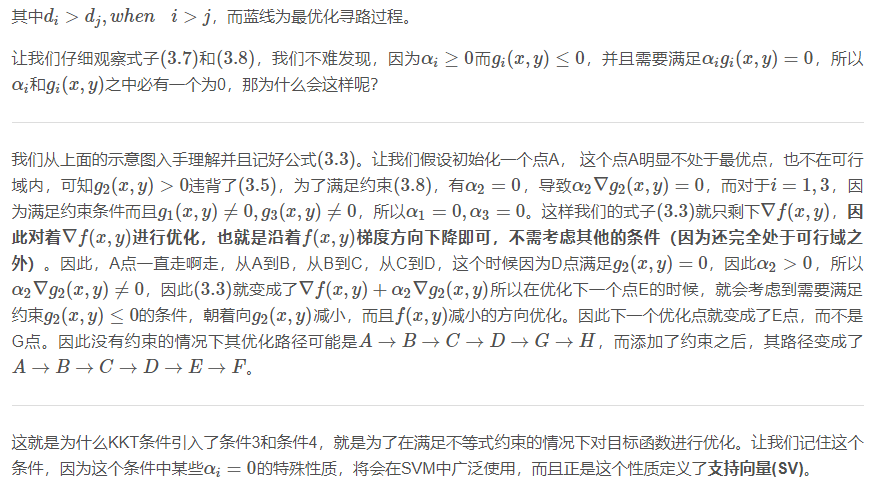 其中$d_i > d_j, when \quad i > j$，而蓝线为最优化寻路过程。
让我们仔细观察式子$(3.7)$和$(3.8)$，我们不难发现，因为$\alpha_i \geq 0$而$g_i(x, y) \leq 0$，并且需要满足$\alpha_i g_i(x, y) = 0$，所以
$\alpha_i$和$g_i(x, y)$之中必有一个为0，那为什么会这样呢？
我们从上面的示意图入手理解并且记好公式$(3.3)$。让我们假设初始化一个点A， 这个点A明显不处于最优点，也不在可行
域内，可知$g_2(x, y) > 0$违背了$(3.5)$，为了满足约束$(3.8)$，有$\alpha_2 = 0$，导致$\alpha_2 \nabla g_2(x, y) = 0$，而对于$i = 1, 3$，因
为满足约束条件而且$g_1(x, y) \neq 0, g_3(x, y) \neq 0$，所以$\alpha_1 = 0, \alpha_3 = 0$。这样我们的式子$(3.3)$就只剩下$\nabla f(x, y)$，因
此对着$\nabla f(x, y)$进行优化，也就是沿着$f(x, y)$梯度方向下降即可，不需考虑其他的条件（因为还完全处于可行域之
外）。因此，A点一直走啊走，从A到B，从B到C，从C到D，这个时候因为D点满足$g_2(x, y) = 0$，因此$\alpha_2 > 0$，所以
$\alpha_2 \nabla g_2(x, y) \neq 0$，因此$(3.3)$就变成了$\nabla f(x, y) + \alpha_2 \nabla g_2(x, y)$所以在优化下一个点E的时候，就会考虑到需要满足
约束$g_2(x, y) \leq 0$的条件，朝着向$g_2(x, y)$减小，而且$f(x, y)$减小的方向优化。因此下一个优化点就变成了E点，而不是
G点。因此没有约束的情况下其优化路径可能是$A \to B \to C \to D \to G \to H$，而添加了约束之后，其路径变成了
$A \to B \to C \to D \to E \to F$。
这就是为什么KKT条件引入了条件3和条件4，就是为了在满足不等式约束的情况下对目标函数进行优化。让我们记住这个
条件，因为这个条件中某些$\alpha_i = 0$的特殊性质，将会在SVM中广泛使用，而且正是这个性质定义了支持向量(SV)。